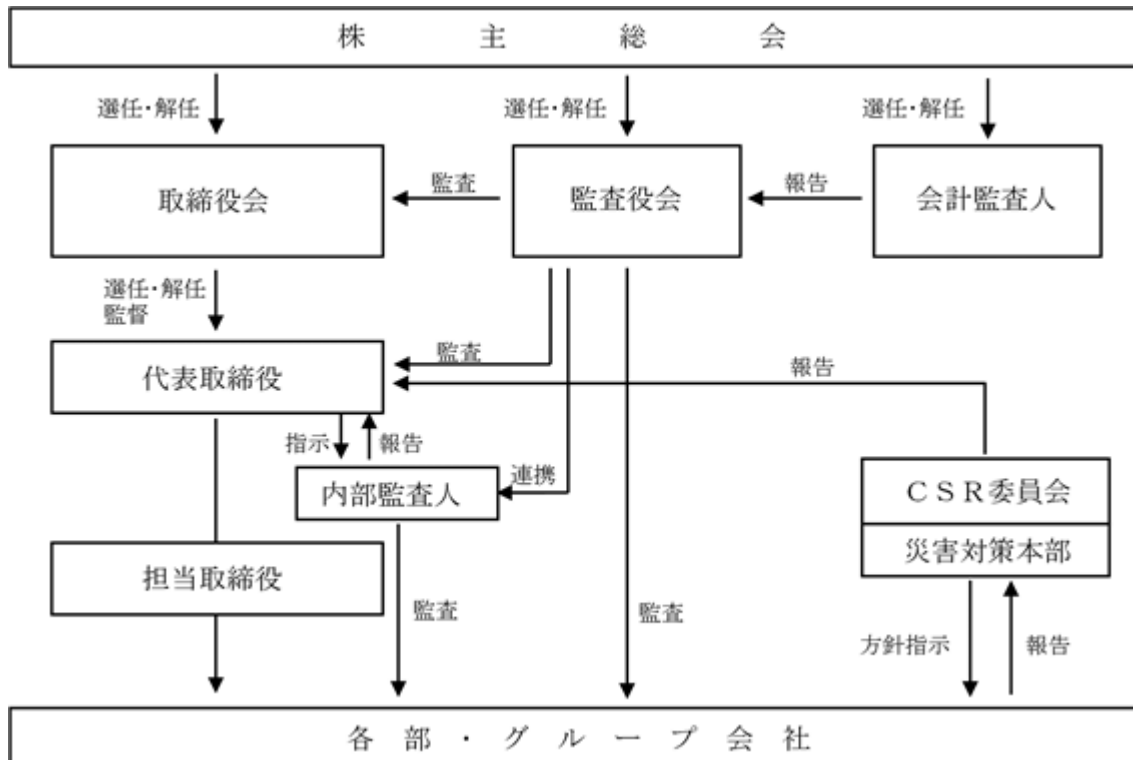 株主総会
選任・解任
選任・解任
選任・解任
取締役会
監査
監査役会
報告
会計監査人
選任・解任
監督
監査
代表取締役
報告
指示
報告
連携
内部監査人
CSR委員会
災害対策本部
担当取締役
監査
監査
方針指示
報告
各部・グループ会社